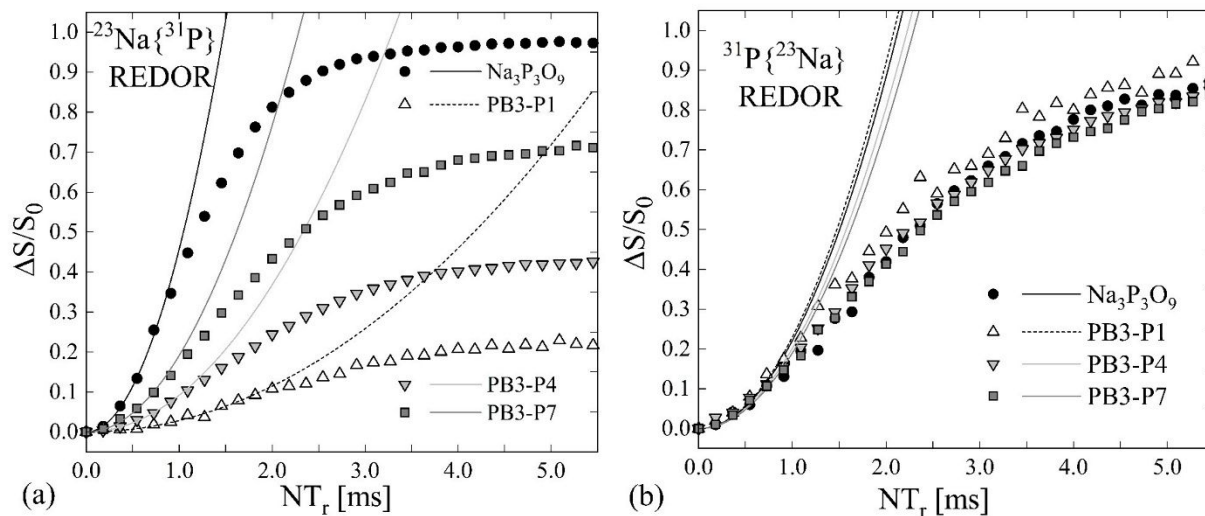 ²³Na{³¹P}
REDOR
Na₃P₃O₉
PB3-P1
PB3-P4
PB3-P7
ΔS/S₀
1.0
0.9
0.8
0.7
0.6
0.5
0.4
0.3
0.2
0.1
0.0
0.0 1.0 2.0 3.0 4.0 5.0
(a) NTᵣ [ms]
³¹P{²³Na}
REDOR
Na₃P₃O₉
PB3-P1
PB3-P4
PB3-P7
ΔS/S₀
1.0
0.9
0.8
0.7
0.6
0.5
0.4
0.3
0.2
0.1
0.0
0.0 1.0 2.0 3.0 4.0 5.0
(b) NTᵣ [ms]